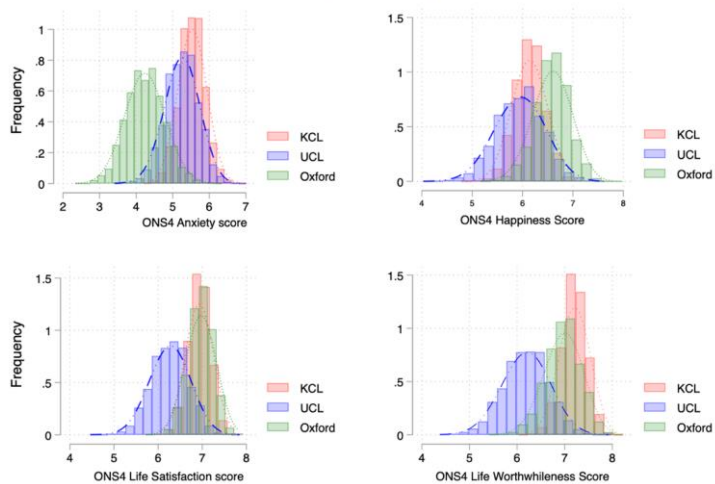 Frequency
1
.8
.6
.4
.2
0
2 3 4 5 6 7
ONS4 Anxiety score
KCL
UCL
Oxford
1.5
1
.5
0
4 5 6 7 8
ONS4 Happiness Score
KCL
UCL
Oxford
Frequency
1.5
1
.5
0
4 5 6 7 8
ONS4 Life Satisfaction score
KCL
UCL
Oxford
1.5
1
.5
0
4 5 6 7 8
ONS4 Life Worthwhileness Score
KCL
UCL
Oxford